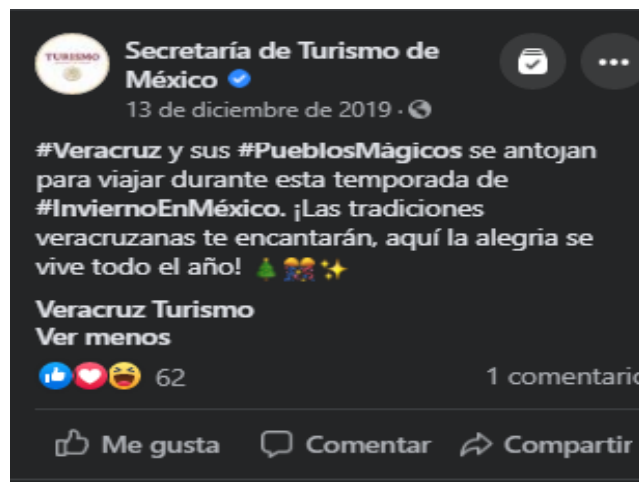 TURISMO
Secretaría de Turismo de
México
13 de diciembre de 2019 ·
#Veracruz y sus #PueblosMágicos se antojan
para viajar durante esta temporada de
#InviernoEnMéxico. ¡Las tradiciones
veracruzanas te encantarán, aquí la alegria se
vive todo el año! 🎄🎊✨
Veracruz Turismo
Ver menos
62 1 comentario
Me gusta Comentar Compartir